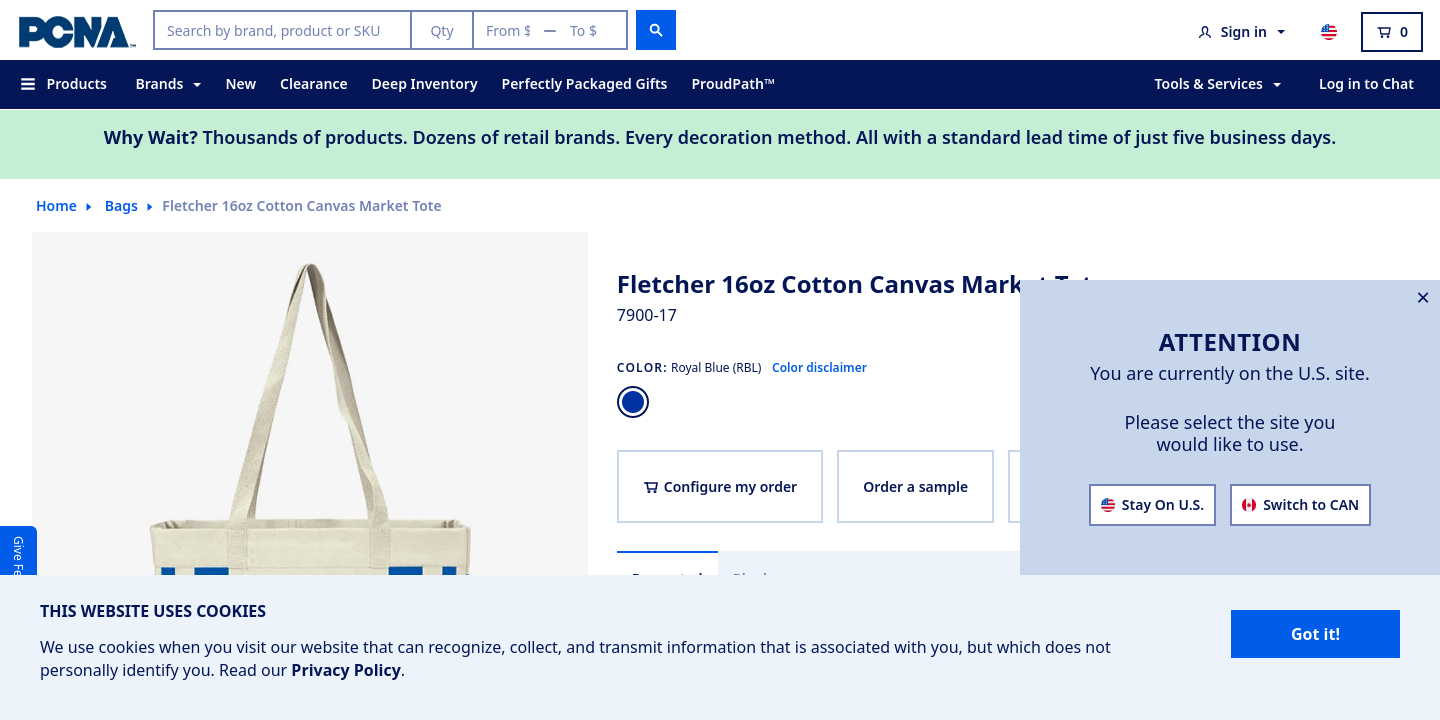 PCNA
Search by brand, product or SKU
Qty
From $ — To $
Sign in
0
Products
Brands
New
Clearance
Deep Inventory
Perfectly Packaged Gifts
ProudPath™
Tools & Services
Log in to Chat
Why Wait? Thousands of products. Dozens of retail brands. Every decoration method. All with a standard lead time of just five business days.
Home Bags Fletcher 16oz Cotton Canvas Market Tote
Fletcher 16oz Cotton Canvas Market Tote
7900-17
COLOR: Royal Blue (RBL) Color disclaimer
Configure my order
Order a sample
ATTENTION
You are currently on the U.S. site.
Please select the site you
would like to use.
Stay On U.S.
Switch to CAN
Give
THIS WEBSITE USES COOKIES
We use cookies when you visit our website that can recognize, collect, and transmit information that is associated with you, but which does not
personally identify you. Read our Privacy Policy.
Got it!